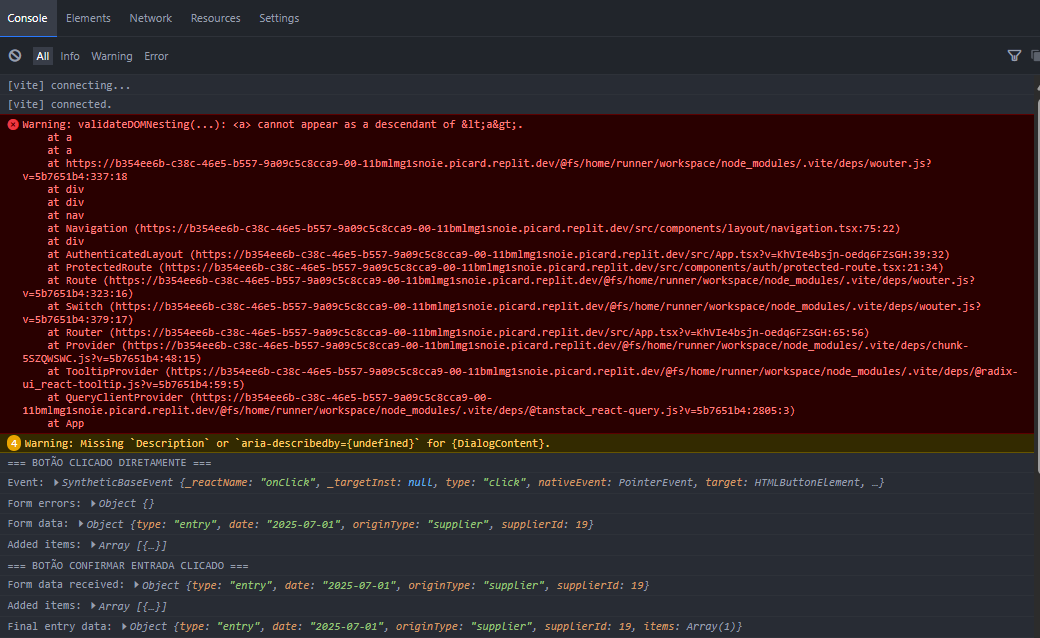 Console Elements Network Resources Settings
All Info Warning Error
[vite] connecting...
[vite] connected.
Warning: validateDOMNesting(...): <a> cannot appear as a descendant of &lt;a&gt;.
at a
at a
at https://b354ee6b-c38c-46e5-b557-9a09c5c8cca9-00-11bmlmg1snoie.picard.replit.dev/@fs/home/runner/workspace/node_modules/.vite/deps/wouter.js?
v=5b7651b4:337:18
at div
at div
at nav
at Navigation (https://b354ee6b-c38c-46e5-b557-9a09c5c8cca9-00-11bmlmg1snoie.picard.replit.dev/src/components/layout/navigation.tsx:75:22)
at div
at AuthenticatedLayout (https://b354ee6b-c38c-46e5-b557-9a09c5c8cca9-00-11bmlmg1snoie.picard.replit.dev/src/App.tsx?v=KhVIe4bsjn-oedq6FZsGH:39:32)
at ProtectedRoute (https://b354ee6b-c38c-46e5-b557-9a09c5c8cca9-00-11bmlmg1snoie.picard.replit.dev/src/components/auth/protected-route.tsx:21:34)
at Route (https://b354ee6b-c38c-46e5-b557-9a09c5c8cca9-00-11bmlmg1snoie.picard.replit.dev/@fs/home/runner/workspace/node_modules/.vite/deps/wouter.js?
v=5b7651b4:323:16)
at Switch (https://b354ee6b-c38c-46e5-b557-9a09c5c8cca9-00-11bmlmg1snoie.picard.replit.dev/@fs/home/runner/workspace/node_modules/.vite/deps/wouter.js?
v=5b7651b4:379:17)
at Router (https://b354ee6b-c38c-46e5-b557-9a09c5c8cca9-00-11bmlmg1snoie.picard.replit.dev/src/App.tsx?v=KhVIe4bsjn-oedq6FZsGH:65:56)
at Provider (https://b354ee6b-c38c-46e5-b557-9a09c5c8cca9-00-11bmlmg1snoie.picard.replit.dev/@fs/home/runner/workspace/node_modules/.vite/deps/chunk-
5SZQWSWC.js?v=5b7651b4:48:15)
at TooltipProvider (https://b354ee6b-c38c-46e5-b557-9a09c5c8cca9-00-11bmlmg1snoie.picard.replit.dev/@fs/home/runner/workspace/node_modules/.vite/deps/@radix-
ui_react-tooltip.js?v=5b7651b4:59:5)
at QueryClientProvider (https://b354ee6b-c38c-46e5-b557-9a09c5c8cca9-00-
11bmlmg1snoie.picard.replit.dev/@fs/home/runner/workspace/node_modules/.vite/deps/@tanstack_react-query.js?v=5b7651b4:2805:3)
at App
4 Warning: Missing `Description` or `aria-describedby={undefined}` for {DialogContent}.
=== BOTÃO CLICADO DIRETAMENTE ===
Event: SyntheticBaseEvent {_reactName: "onClick", _targetInst: null, type: "click", nativeEvent: PointerEvent, target: HTMLButtonElement, …}
Form errors: Object {}
Form data: Object {type: "entry", date: "2025-07-01", originType: "supplier", supplierId: 19}
Added items: Array [{…}]
=== BOTÃO CONFIRMAR ENTRADA CLICADO ===
Form data received: Object {type: "entry", date: "2025-07-01", originType: "supplier", supplierId: 19}
Added items: Array [{…}]
Final entry data: Object {type: "entry", date: "2025-07-01", originType: "supplier", supplierId: 19, items: Array(1)}